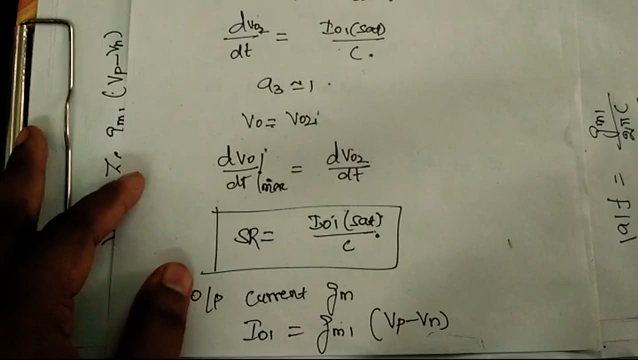 dvo2/dt = Io1(sat)/C.
a3 ≃ 1.
Vo = Vo2
dVo/dt |max = dVo2/dt
SR = Io1(sat)/C.
O/p current gm
Io1 = gm1 (Vp-Vn)
gm1 (Vp-Vn)
= gm1/2πC